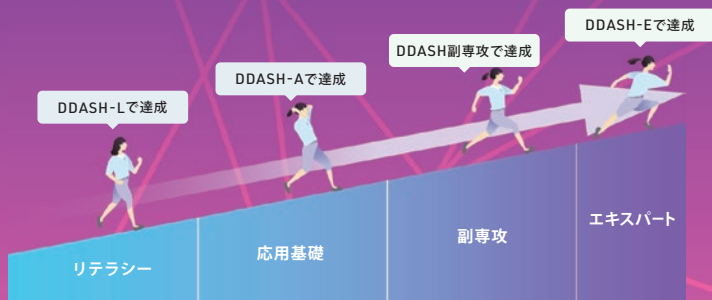 DDASH-Lで達成
DDASH-Aで達成
DDASH副専攻で達成
DDASH-Eで達成
リテラシー
応用基礎
副専攻
エキスパート